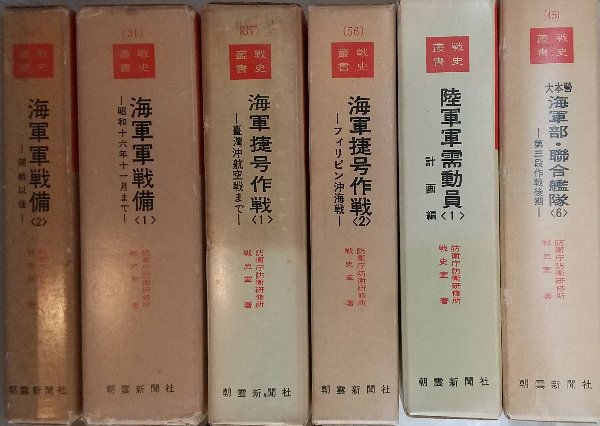 戦史
叢書
海軍軍戦備〈2〉
―開戦以後―
防衛庁防衛研修所
戦史室 著
朝雲新聞社
(31)
戦史
叢書
海軍軍戦備〈1〉
―昭和十六年十一月まで―
防衛庁防衛研修所
戦史室 著
朝雲新聞社
(37)
戦史
叢書
海軍捷号作戦〈1〉
―臺灣沖航空戦まで―
防衛庁防衛研修所
戦史室 著
朝雲新聞社
(56)
戦史
叢書
海軍捷号作戦〈2〉
―フィリピン沖海戦―
防衛庁防衛研修所
戦史室 著
朝雲新聞社
戦史
叢書
陸軍軍需動員〈1〉
計画編
防衛庁防衛研修所
戦史室 著
朝雲新聞社
(45)
戦史
叢書
大本營
海軍部・聯合艦隊〈6〉
―第三段作戦後期―
防衛庁防衛研修所
戦史室 著
朝雲新聞社